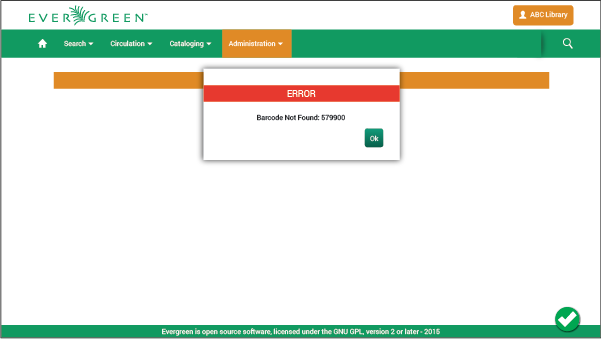 EVERGREEN™
ABC Library
Search Circulation Cataloging Administration
ERROR
Barcode Not Found: 579900
Ok
Evergreen is open source software, licensed under the GNU GPL, version 2 or later - 2015